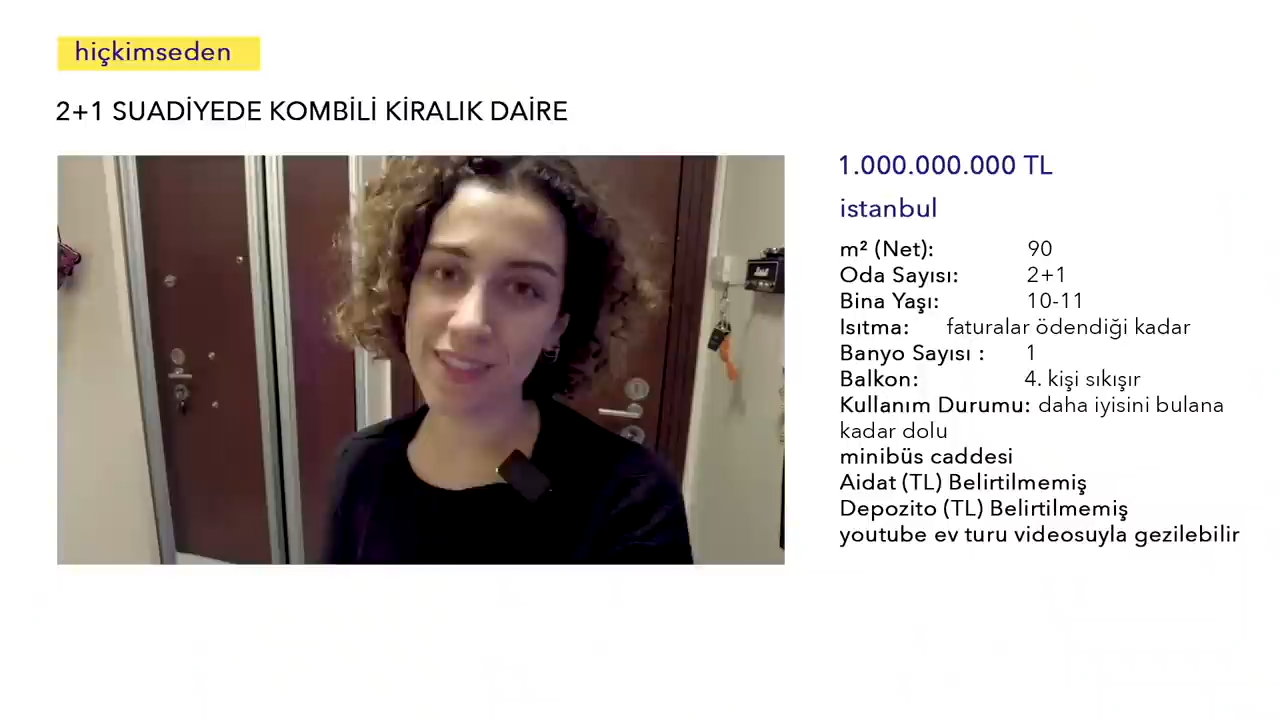 hiçkimseden
2+1 SUADİYEDE KOMBİLİ KİRALIK DAİRE
1.000.000.000 TL
istanbul
m² (Net): 90
Oda Sayısı: 2+1
Bina Yaşı: 10-11
Isıtma: faturalar ödendiği kadar
Banyo Sayısı : 1
Balkon: 4. kişi sıkışır
Kullanım Durumu: daha iyisini bulana
kadar dolu
minibüs caddesi
Aidat (TL) Belirtilmemiş
Depozito (TL) Belirtilmemiş
youtube ev turu videosuyla gezilebilir